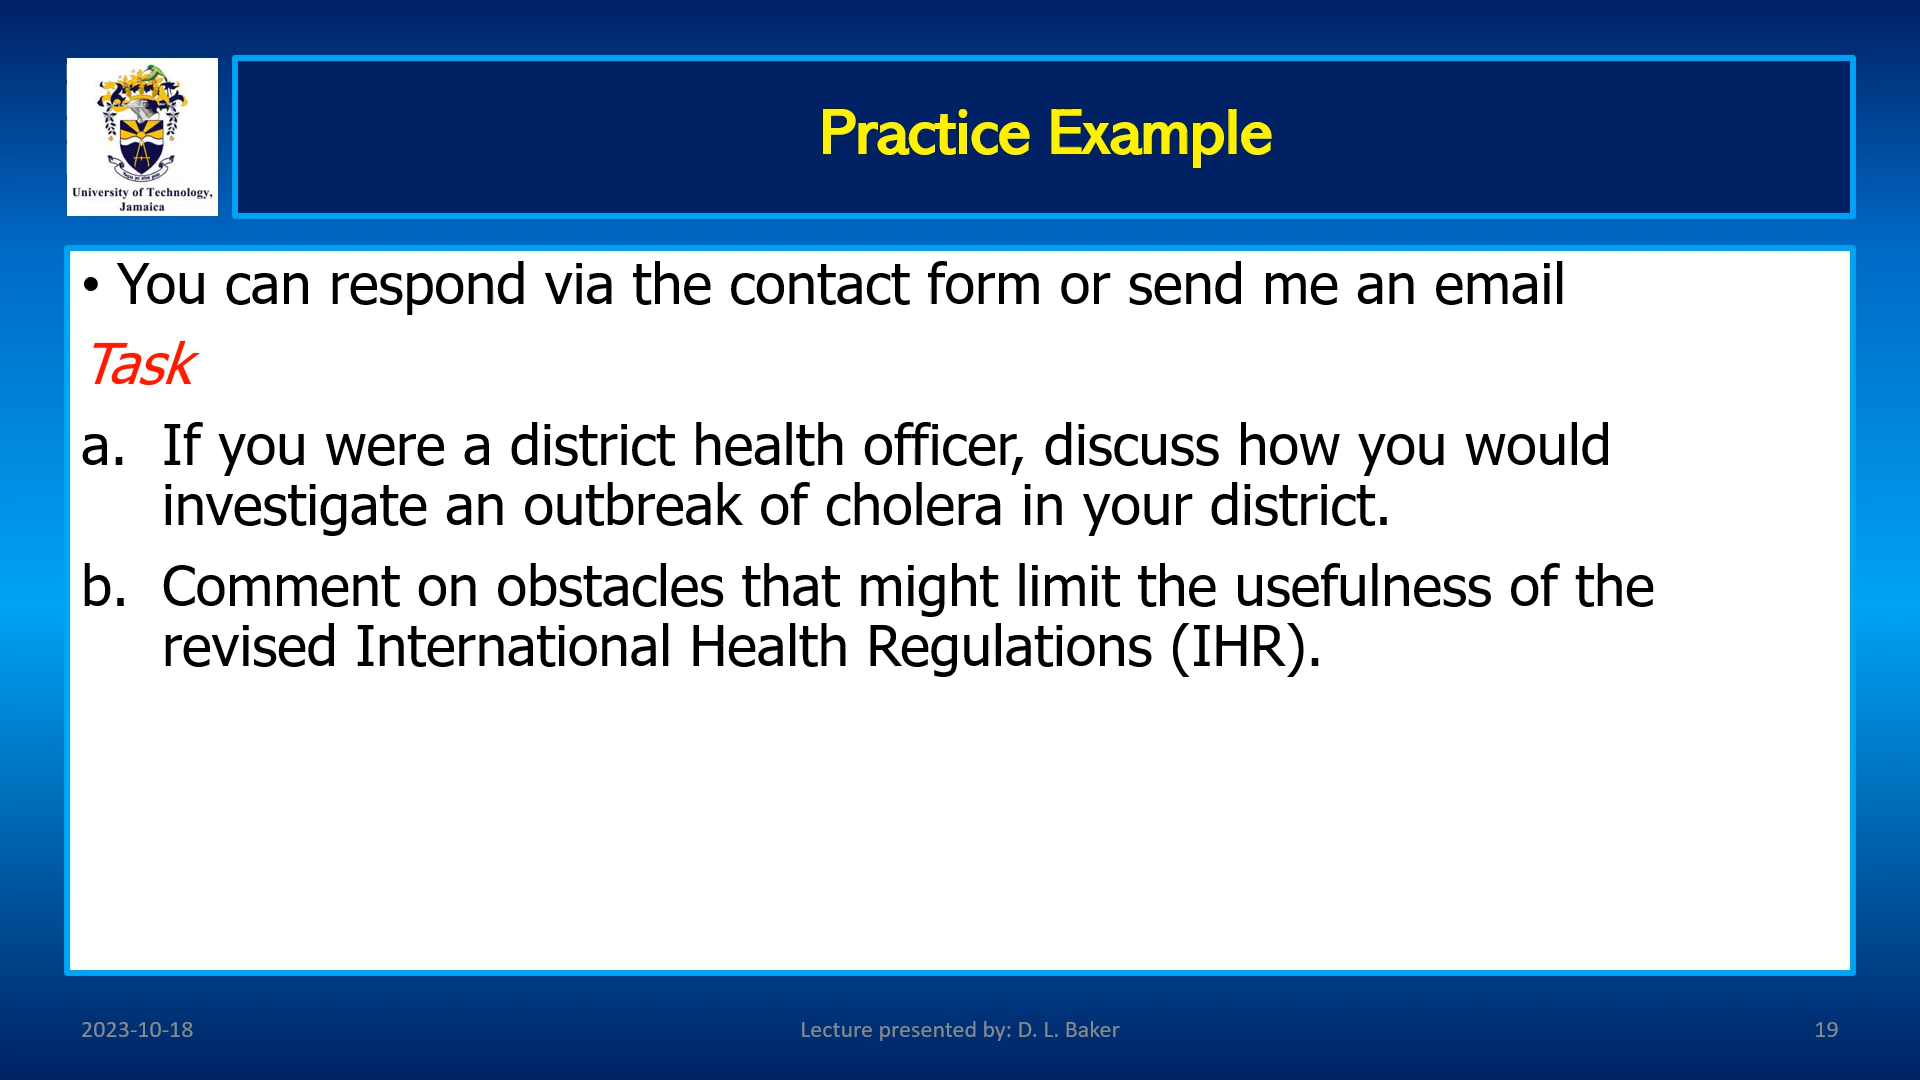 University of Technology,
Jamaica
Practice Example
• You can respond via the contact form or send me an email
Task
a. If you were a district health officer, discuss how you would
investigate an outbreak of cholera in your district.
b. Comment on obstacles that might limit the usefulness of the
revised International Health Regulations (IHR).
2023-10-18
Lecture presented by: D. L. Baker
19